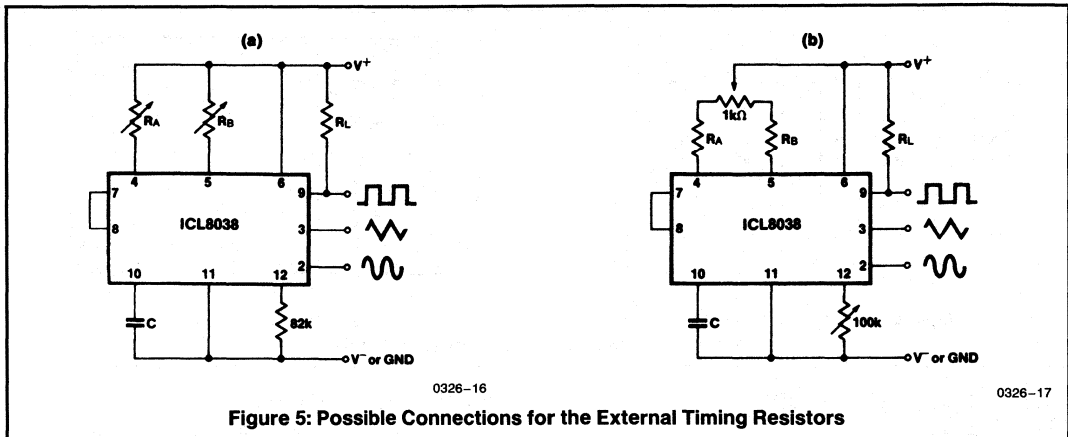 (a)
V+
RA
RB
RL
4
5
6
7
8
ICL8038
9
3
2
10
11
12
C
82k
V− or GND
0326–16
(b)
V+
1kΩ
RA
RB
RL
4
5
6
7
8
ICL8038
9
3
2
10
11
12
C
100k
V− or GND
0326–17
Figure 5: Possible Connections for the External Timing Resistors